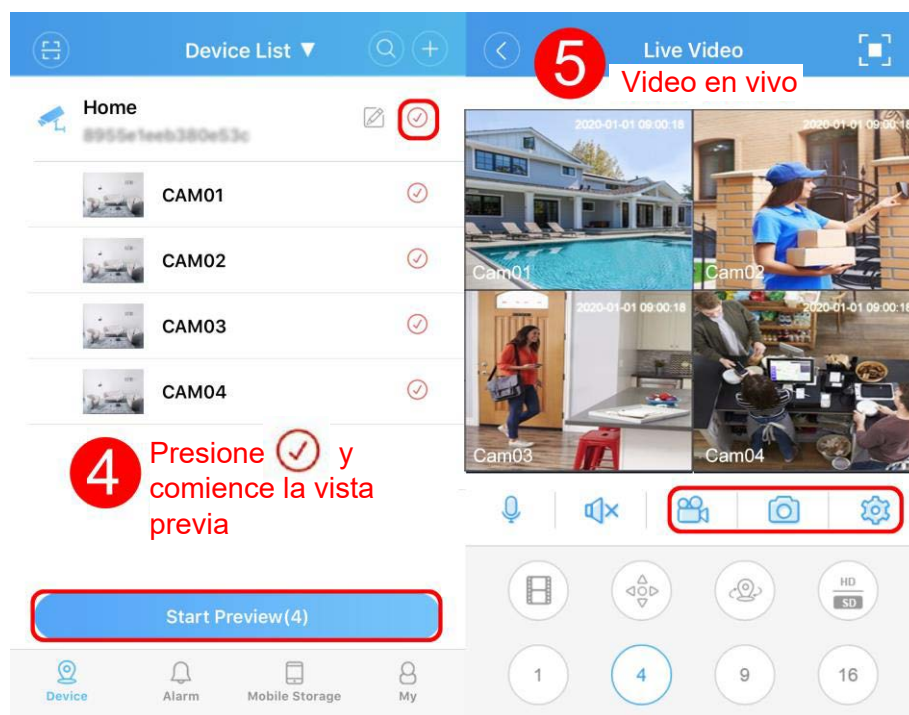 Device List ▼
Home
CAM01
CAM02
CAM03
CAM04
4
Presione y
comience la vista
previa
Start Preview(4)
Device
Alarm
Mobile Storage
My
5
Live Video
Video en vivo
2020-01-01 09:00:18
2020-01-01 09:00:18
Cam01
Cam02
2020-01-01 09:00:18
2020-01-01 09:00:18
Cam03
Cam04
HD
SD
1
4
9
16